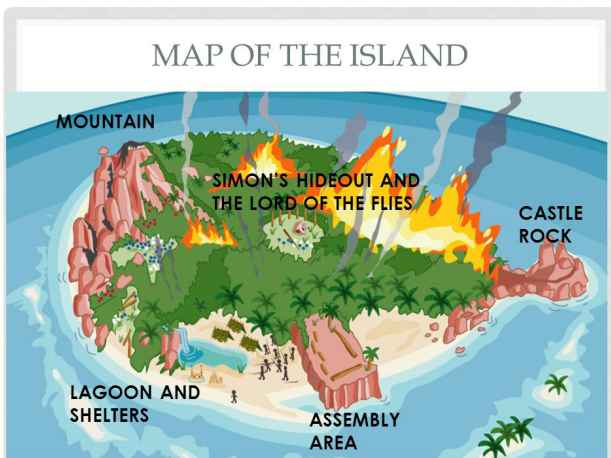 MAP OF THE ISLAND
MOUNTAIN
SIMON'S HIDEOUT AND
THE LORD OF THE FLIES
CASTLE
ROCK
LAGOON AND
SHELTERS
ASSEMBLY
AREA